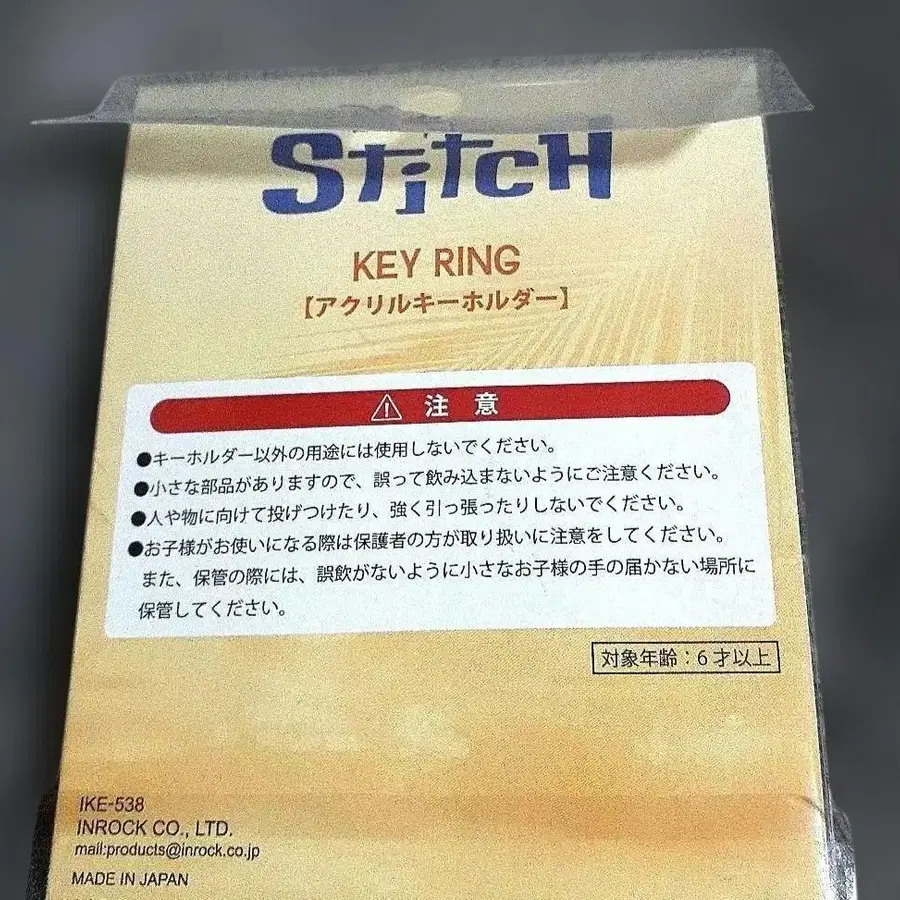 Stitch
KEY RING
【アクリルキーホルダー】
⚠ 注 意
●キーホルダー以外の用途には使用しないでください。
●小さな部品がありますので、誤って飲み込まないようにご注意ください。
●人や物に向けて投げつけたり、強く引っ張ったりしないでください。
●お子様がお使いになる際は保護者の方が取り扱いに注意をしてください。
また、保管の際には、誤飲がないように小さなお子様の手の届かない場所に
保管してください。
対象年齢：6才以上
IKE-538
INROCK CO., LTD.
mail:products@inrock.co.jp
MADE IN JAPAN